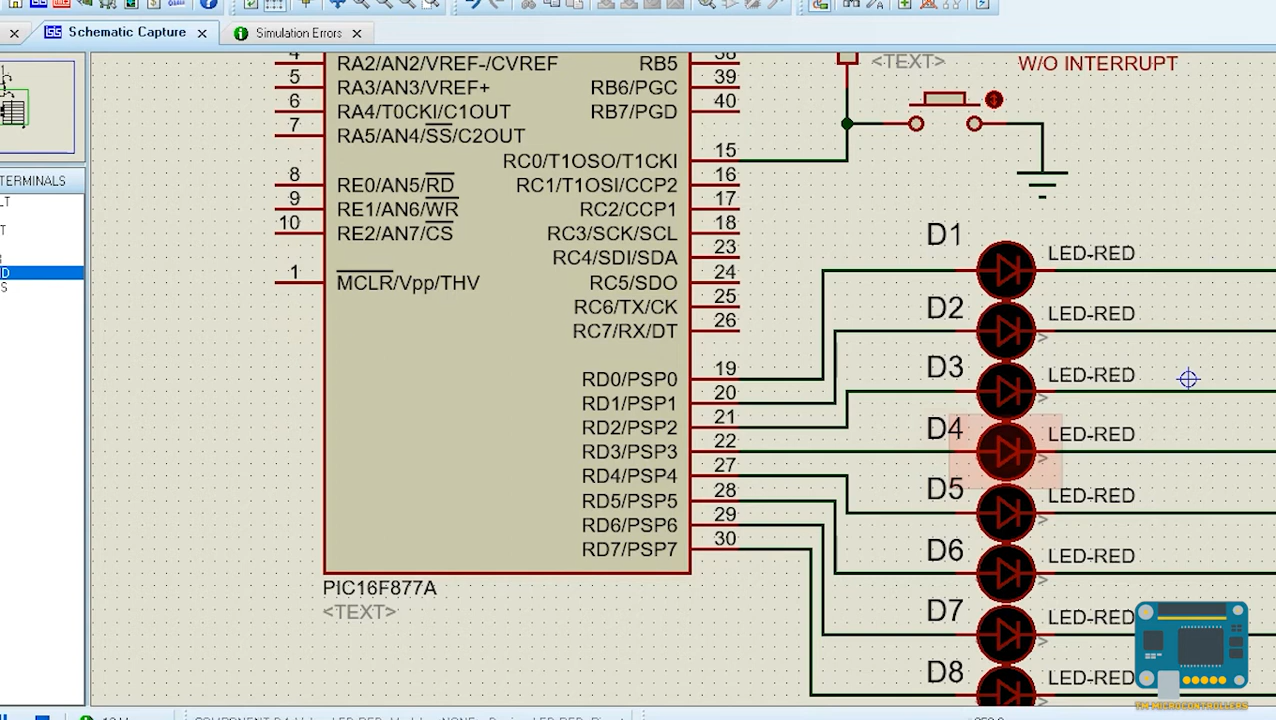 Schematic Capture
Simulation Errors
TERMINALS
4
5
6
7
8
9
10
1
RA2/AN2/VREF-/CVREF
RA3/AN3/VREF+
RA4/T0CKI/C1OUT
RA5/AN4/SS/C2OUT
RE0/AN5/RD
RE1/AN6/WR
RE2/AN7/CS
MCLR/Vpp/THV
RB5
RB6/PGC
RB7/PGD
RC0/T1OSO/T1CKI
RC1/T1OSI/CCP2
RC2/CCP1
RC3/SCK/SCL
RC4/SDI/SDA
RC5/SDO
RC6/TX/CK
RC7/RX/DT
RD0/PSP0
RD1/PSP1
RD2/PSP2
RD3/PSP3
RD4/PSP4
RD5/PSP5
RD6/PSP6
RD7/PSP7
38
39
40
15
16
17
18
23
24
25
26
19
20
21
22
27
28
29
30
PIC16F877A
<TEXT>
<TEXT>
W/O INTERRUPT
D1
LED-RED
D2
LED-RED
D3
LED-RED
D4
LED-RED
D5
LED-RED
D6
LED-RED
D7
LED-RED
D8
LED-RED
TM MICROCONTROLLERS